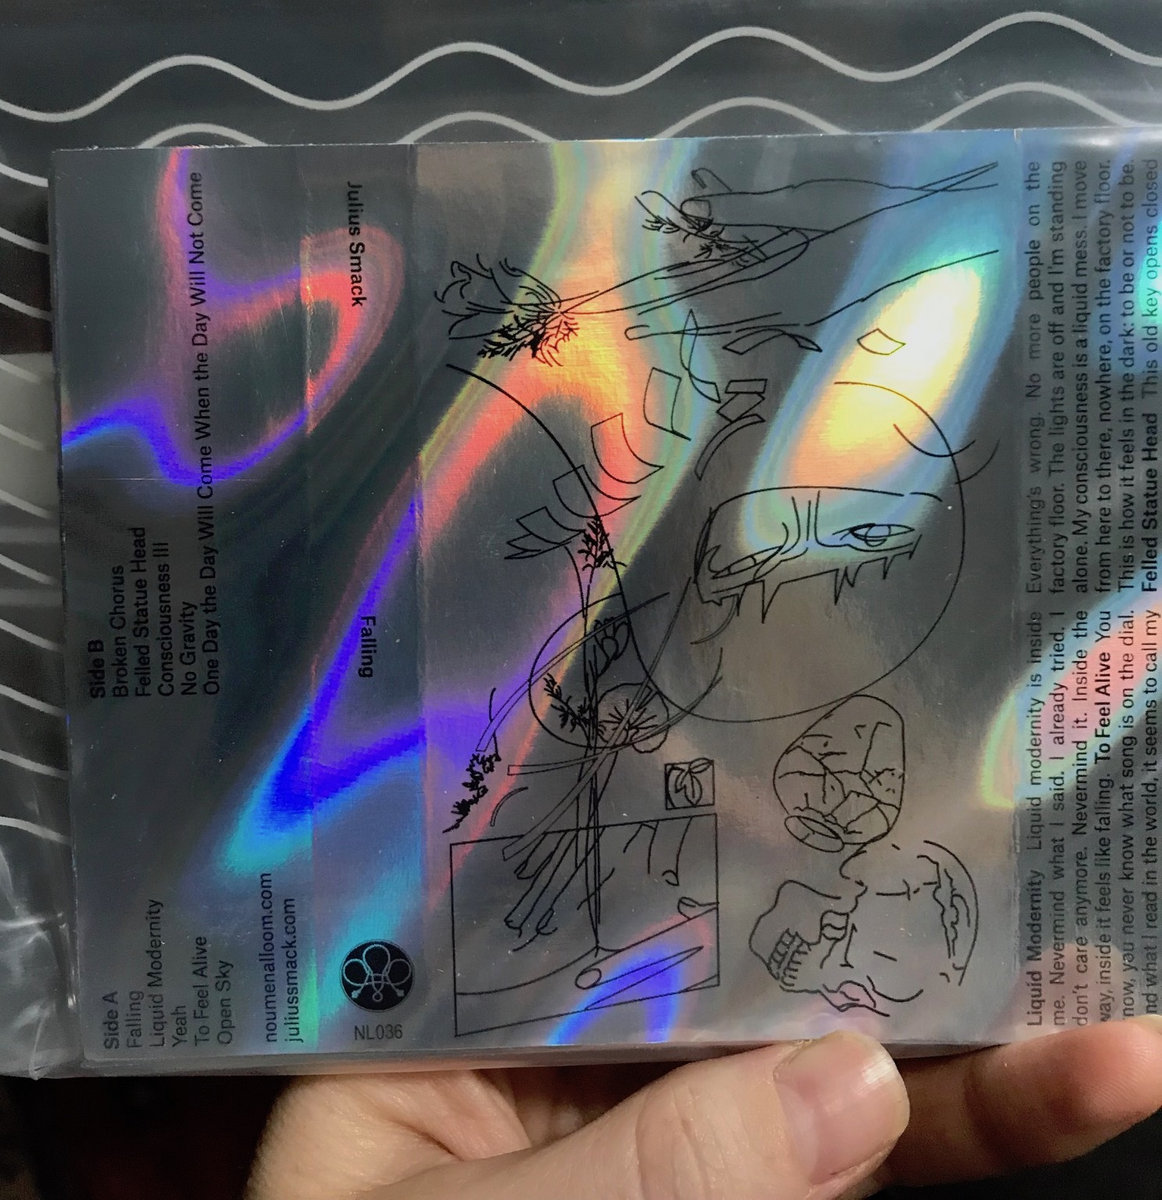 Side A
Falling
Liquid Modernity
Yeah
To Feel Alive
Open Sky
Side B
Broken Chorus
Felled Statue Head
Consciousness III
No Gravity
One Day the Day Will Come When the Day Will Not Come
noumenalloom.com
juliussmack.com
Julius Smack
Falling
NL036
Liquid Modernity Liquid modernity is inside
me. Nevermind what I said. I already tried. I
don't care anymore. Nevermind it. Inside the
way, inside it feels like falling. To Feel Alive You
now, you never know what song is on the dial.
nd what I read in the world, it seems to call my
Everything's wrong. No more people on the
factory floor. The lights are off and I'm standing
alone. My consciousness is a liquid mess. I move
from here to there, nowhere, on the factory floor.
This is how it feels in the dark: to be or not to be.
Felled Statue Head This old key opens closed